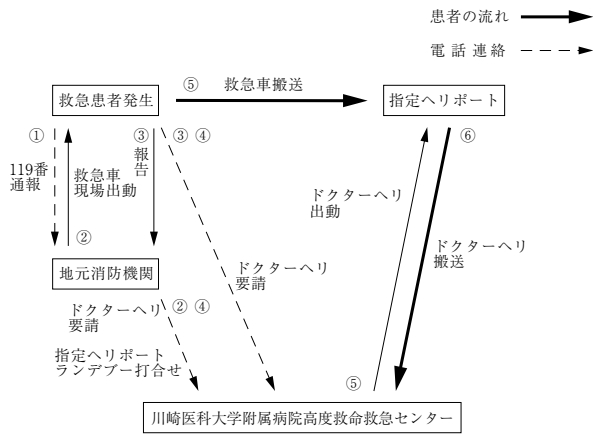 患者の流れ
電話連絡
⑤ 救急車搬送
救急患者発生
指定ヘリポート
①
③
③ ④
⑥
119番
通報
報告
救急車
現場出動
②
ドクターヘリ
出動
ドクターヘリ
搬送
地元消防機関
ドクターヘリ
要請
② ④
ドクターヘリ
要請
指定ヘリポート
ランデブー打合せ
⑤
川崎医科大学附属病院高度救命救急センター